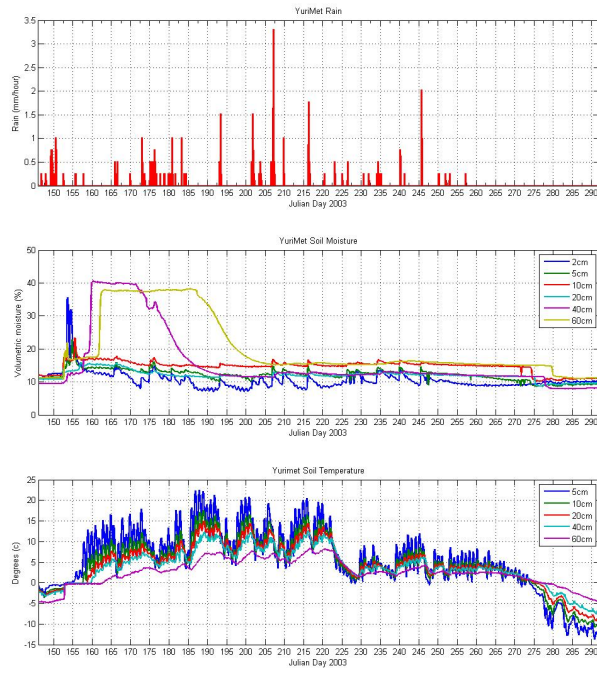 YuriMet Rain
Rain (mm/hour)
3.5
3
2.5
2
1.5
1
0.5
0
150 155 160 165 170 175 180 185 190 195 200 205 210 215 220 225 230 235 240 245 250 255 260 265 270 275 280 285 290
Julian Day 2003
YuriMet Soil Moisture
Volumetric moisture (%)
50
40
30
20
10
0
2cm
5cm
10cm
20cm
40cm
60cm
150 155 160 165 170 175 180 185 190 195 200 205 210 215 220 225 230 235 240 245 250 255 260 265 270 275 280 285 290
Julian Day 2003
Yurimet Soil Temperature
Degrees (c)
25
20
15
10
5
0
-5
-10
-15
5cm
10cm
20cm
40cm
60cm
150 155 160 165 170 175 180 185 190 195 200 205 210 215 220 225 230 235 240 245 250 255 260 265 270 275 280 285 290
Julian Day 2003